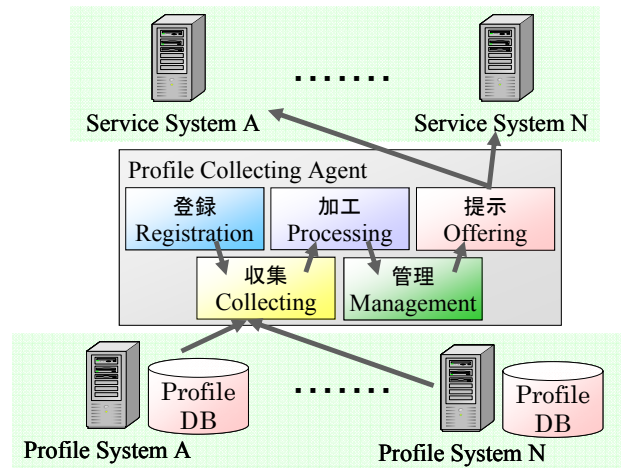 .......
Service System A
Service System N
Profile Collecting Agent
登録
Registration
加工
Processing
提示
Offering
収集
Collecting
管理
Management
Profile
DB
.......
Profile
DB
Profile System A
Profile System N